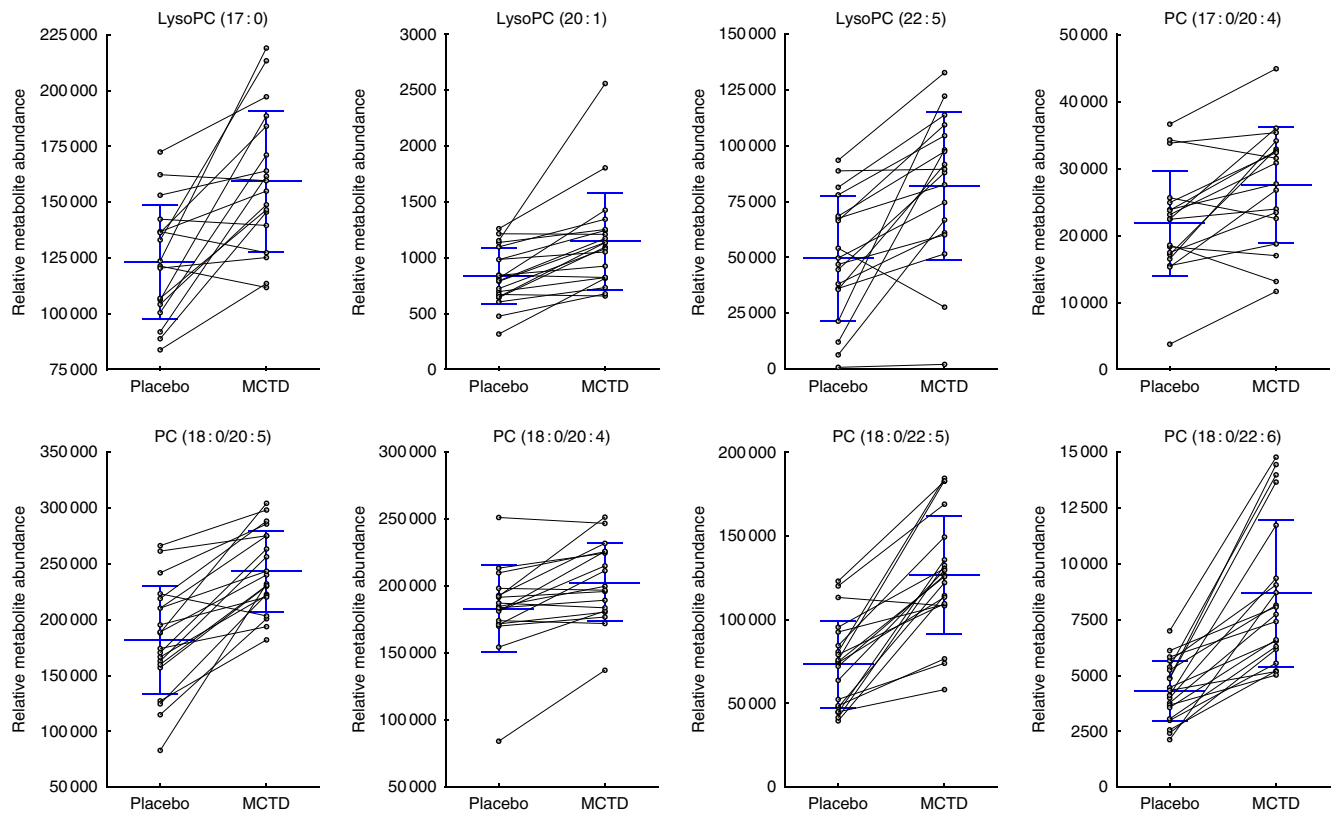 LysoPC (17:0)
225 000
200 000
175 000
150 000
125 000
100 000
75 000
Relative metabolite abundance
Placebo MCTD
LysoPC (20:1)
3000
2500
2000
1500
1000
500
0
Relative metabolite abundance
Placebo MCTD
LysoPC (22:5)
150 000
125 000
100 000
75 000
50 000
25 000
0
Relative metabolite abundance
Placebo MCTD
PC (17:0/20:4)
50 000
40 000
30 000
20 000
10 000
0
Relative metabolite abundance
Placebo MCTD
PC (18:0/20:5)
350 000
300 000
250 000
200 000
150 000
100 000
50 000
Relative metabolite abundance
Placebo MCTD
PC (18:0/20:4)
300 000
250 000
200 000
150 000
100 000
50 000
Relative metabolite abundance
Placebo MCTD
PC (18:0/22:5)
200 000
150 000
100 000
50 000
0
Relative metabolite abundance
Placebo MCTD
PC (18:0/22:6)
15 000
12 500
10 000
7500
5000
2500
0
Relative metabolite abundance
Placebo MCTD